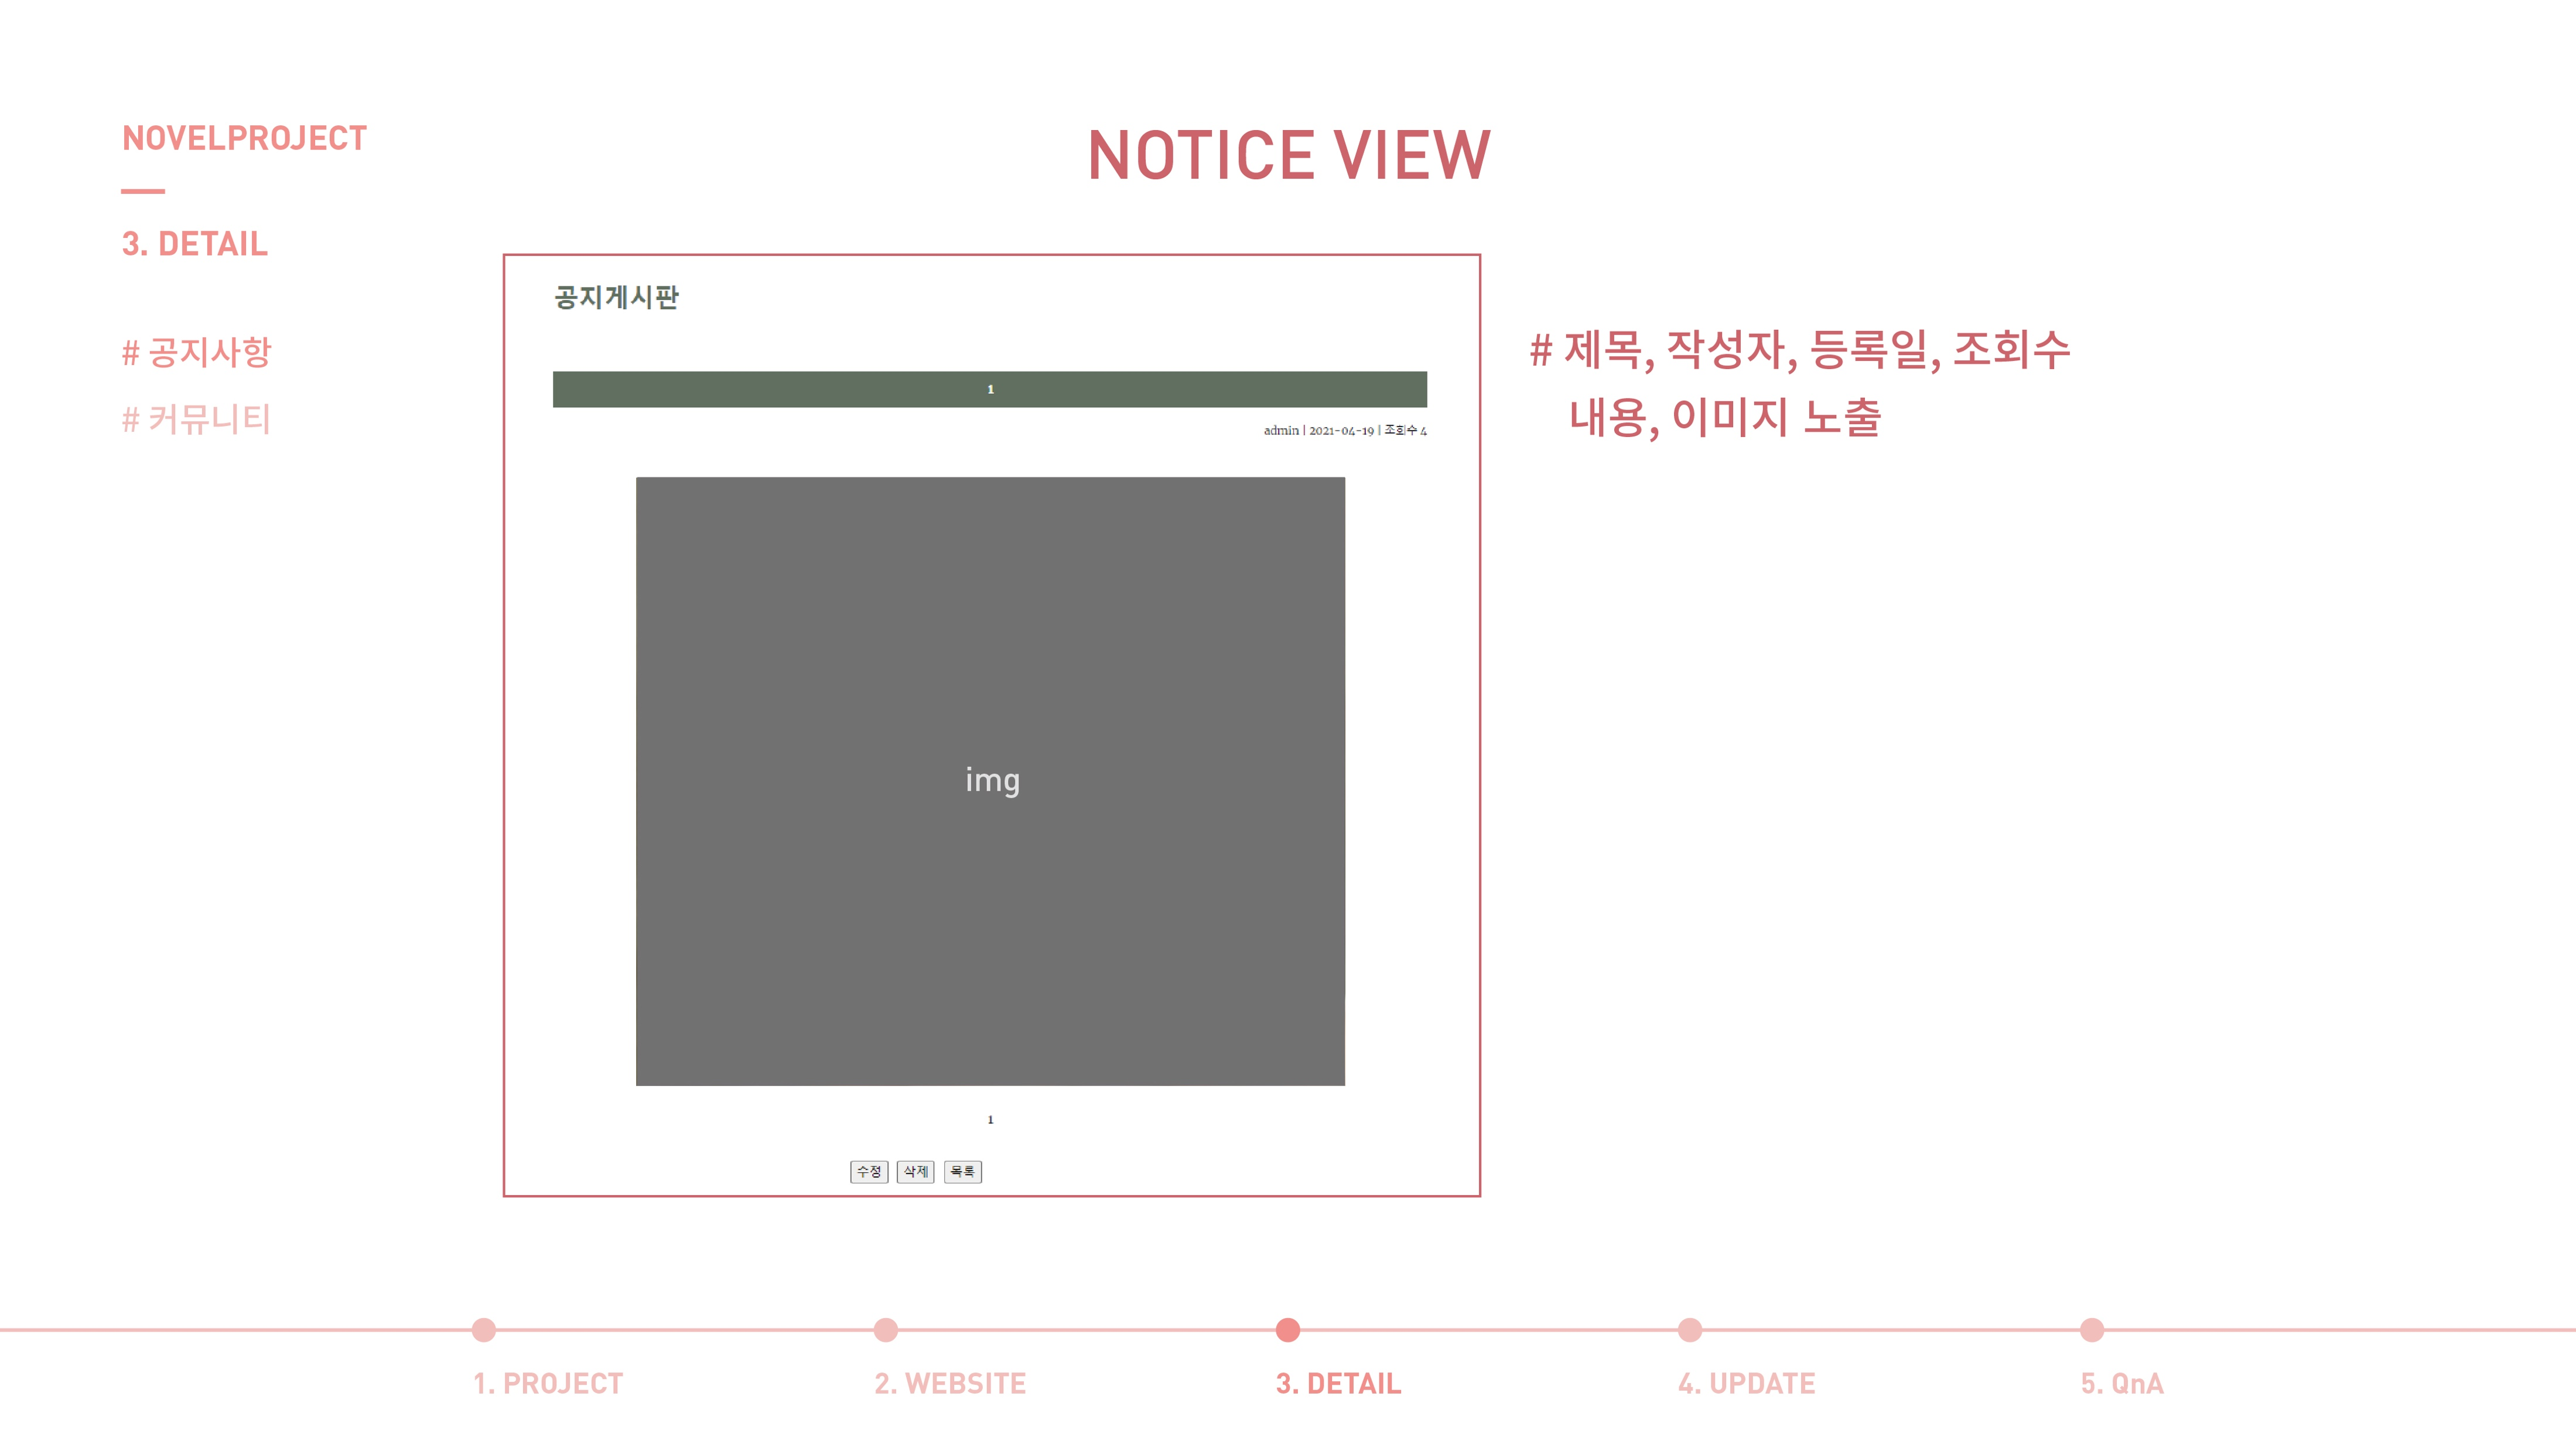 NOVELPROJECT
3. DETAIL
# 공지사항
# 커뮤니티
NOTICE VIEW
공지게시판
1
admin | 2021-04-19 | 조회수 4
img
1
수정 삭제 목록
# 제목, 작성자, 등록일, 조회수
내용, 이미지 노출
1. PROJECT
2. WEBSITE
3. DETAIL
4. UPDATE
5. QnA